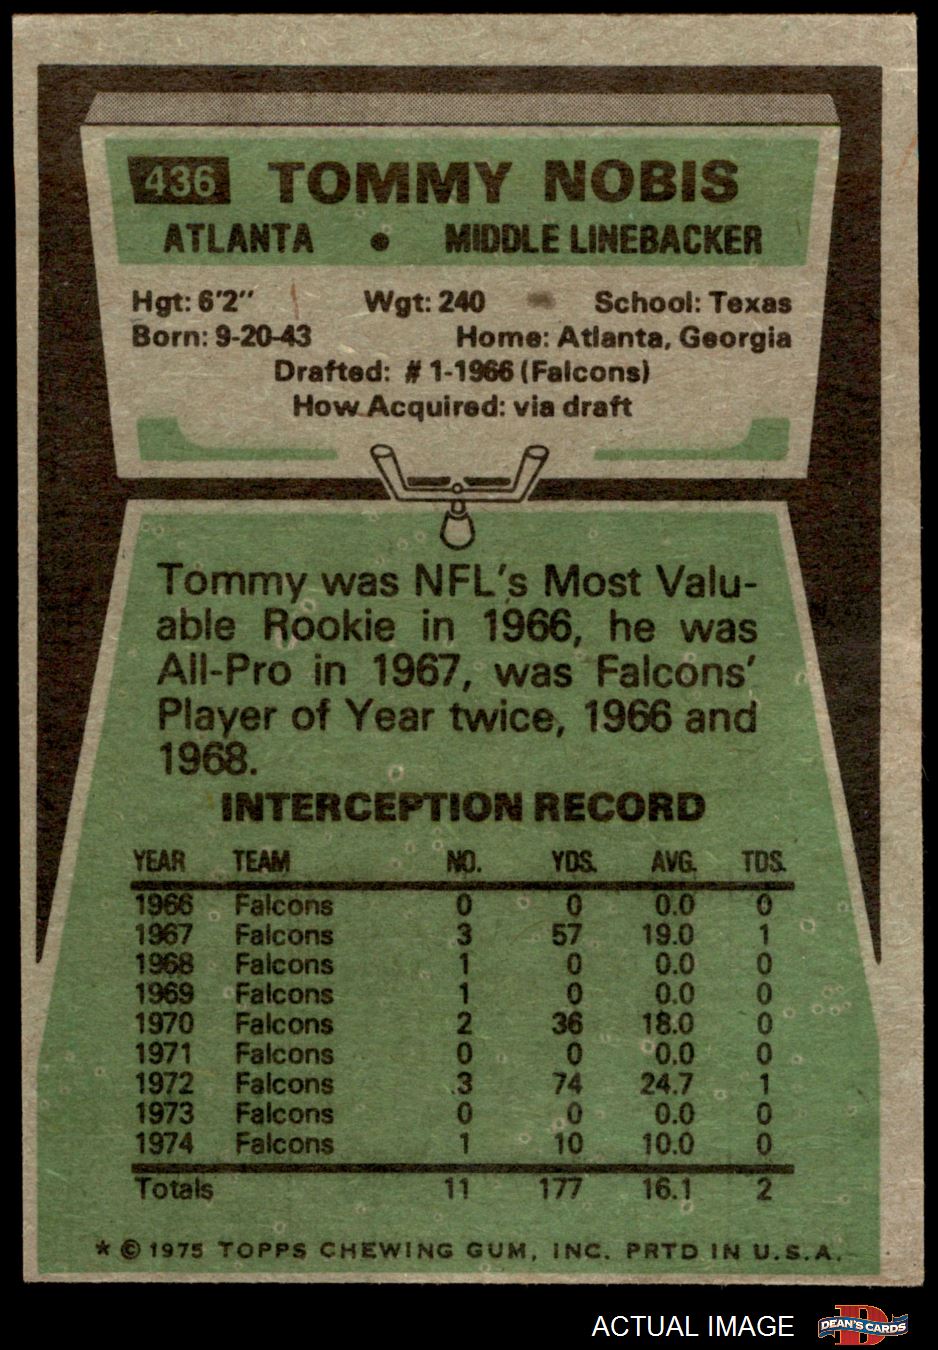 436 TOMMY NOBIS
ATLANTA • MIDDLE LINEBACKER
Hgt: 6'2" Wgt: 240 School: Texas
Born: 9-20-43 Home: Atlanta, Georgia
Drafted: # 1-1966 (Falcons)
How Acquired: via draft
Tommy was NFL's Most Valu-
able Rookie in 1966, he was
All-Pro in 1967, was Falcons'
Player of Year twice, 1966 and
1968.
INTERCEPTION RECORD
YEAR TEAM NO. YDS. AVG. TDS.
1966 Falcons 0 0 0.0 0
1967 Falcons 3 57 19.0 1
1968 Falcons 1 0 0.0 0
1969 Falcons 1 0 0.0 0
1970 Falcons 2 36 18.0 0
1971 Falcons 0 0 0.0 0
1972 Falcons 3 74 24.7 1
1973 Falcons 0 0 0.0 0
1974 Falcons 1 10 10.0 0
Totals 11 177 16.1 2
* © 1975 TOPPS CHEWING GUM, INC. PRTD IN U.S.A.
ACTUAL IMAGE
D
DEAN'S CARDS